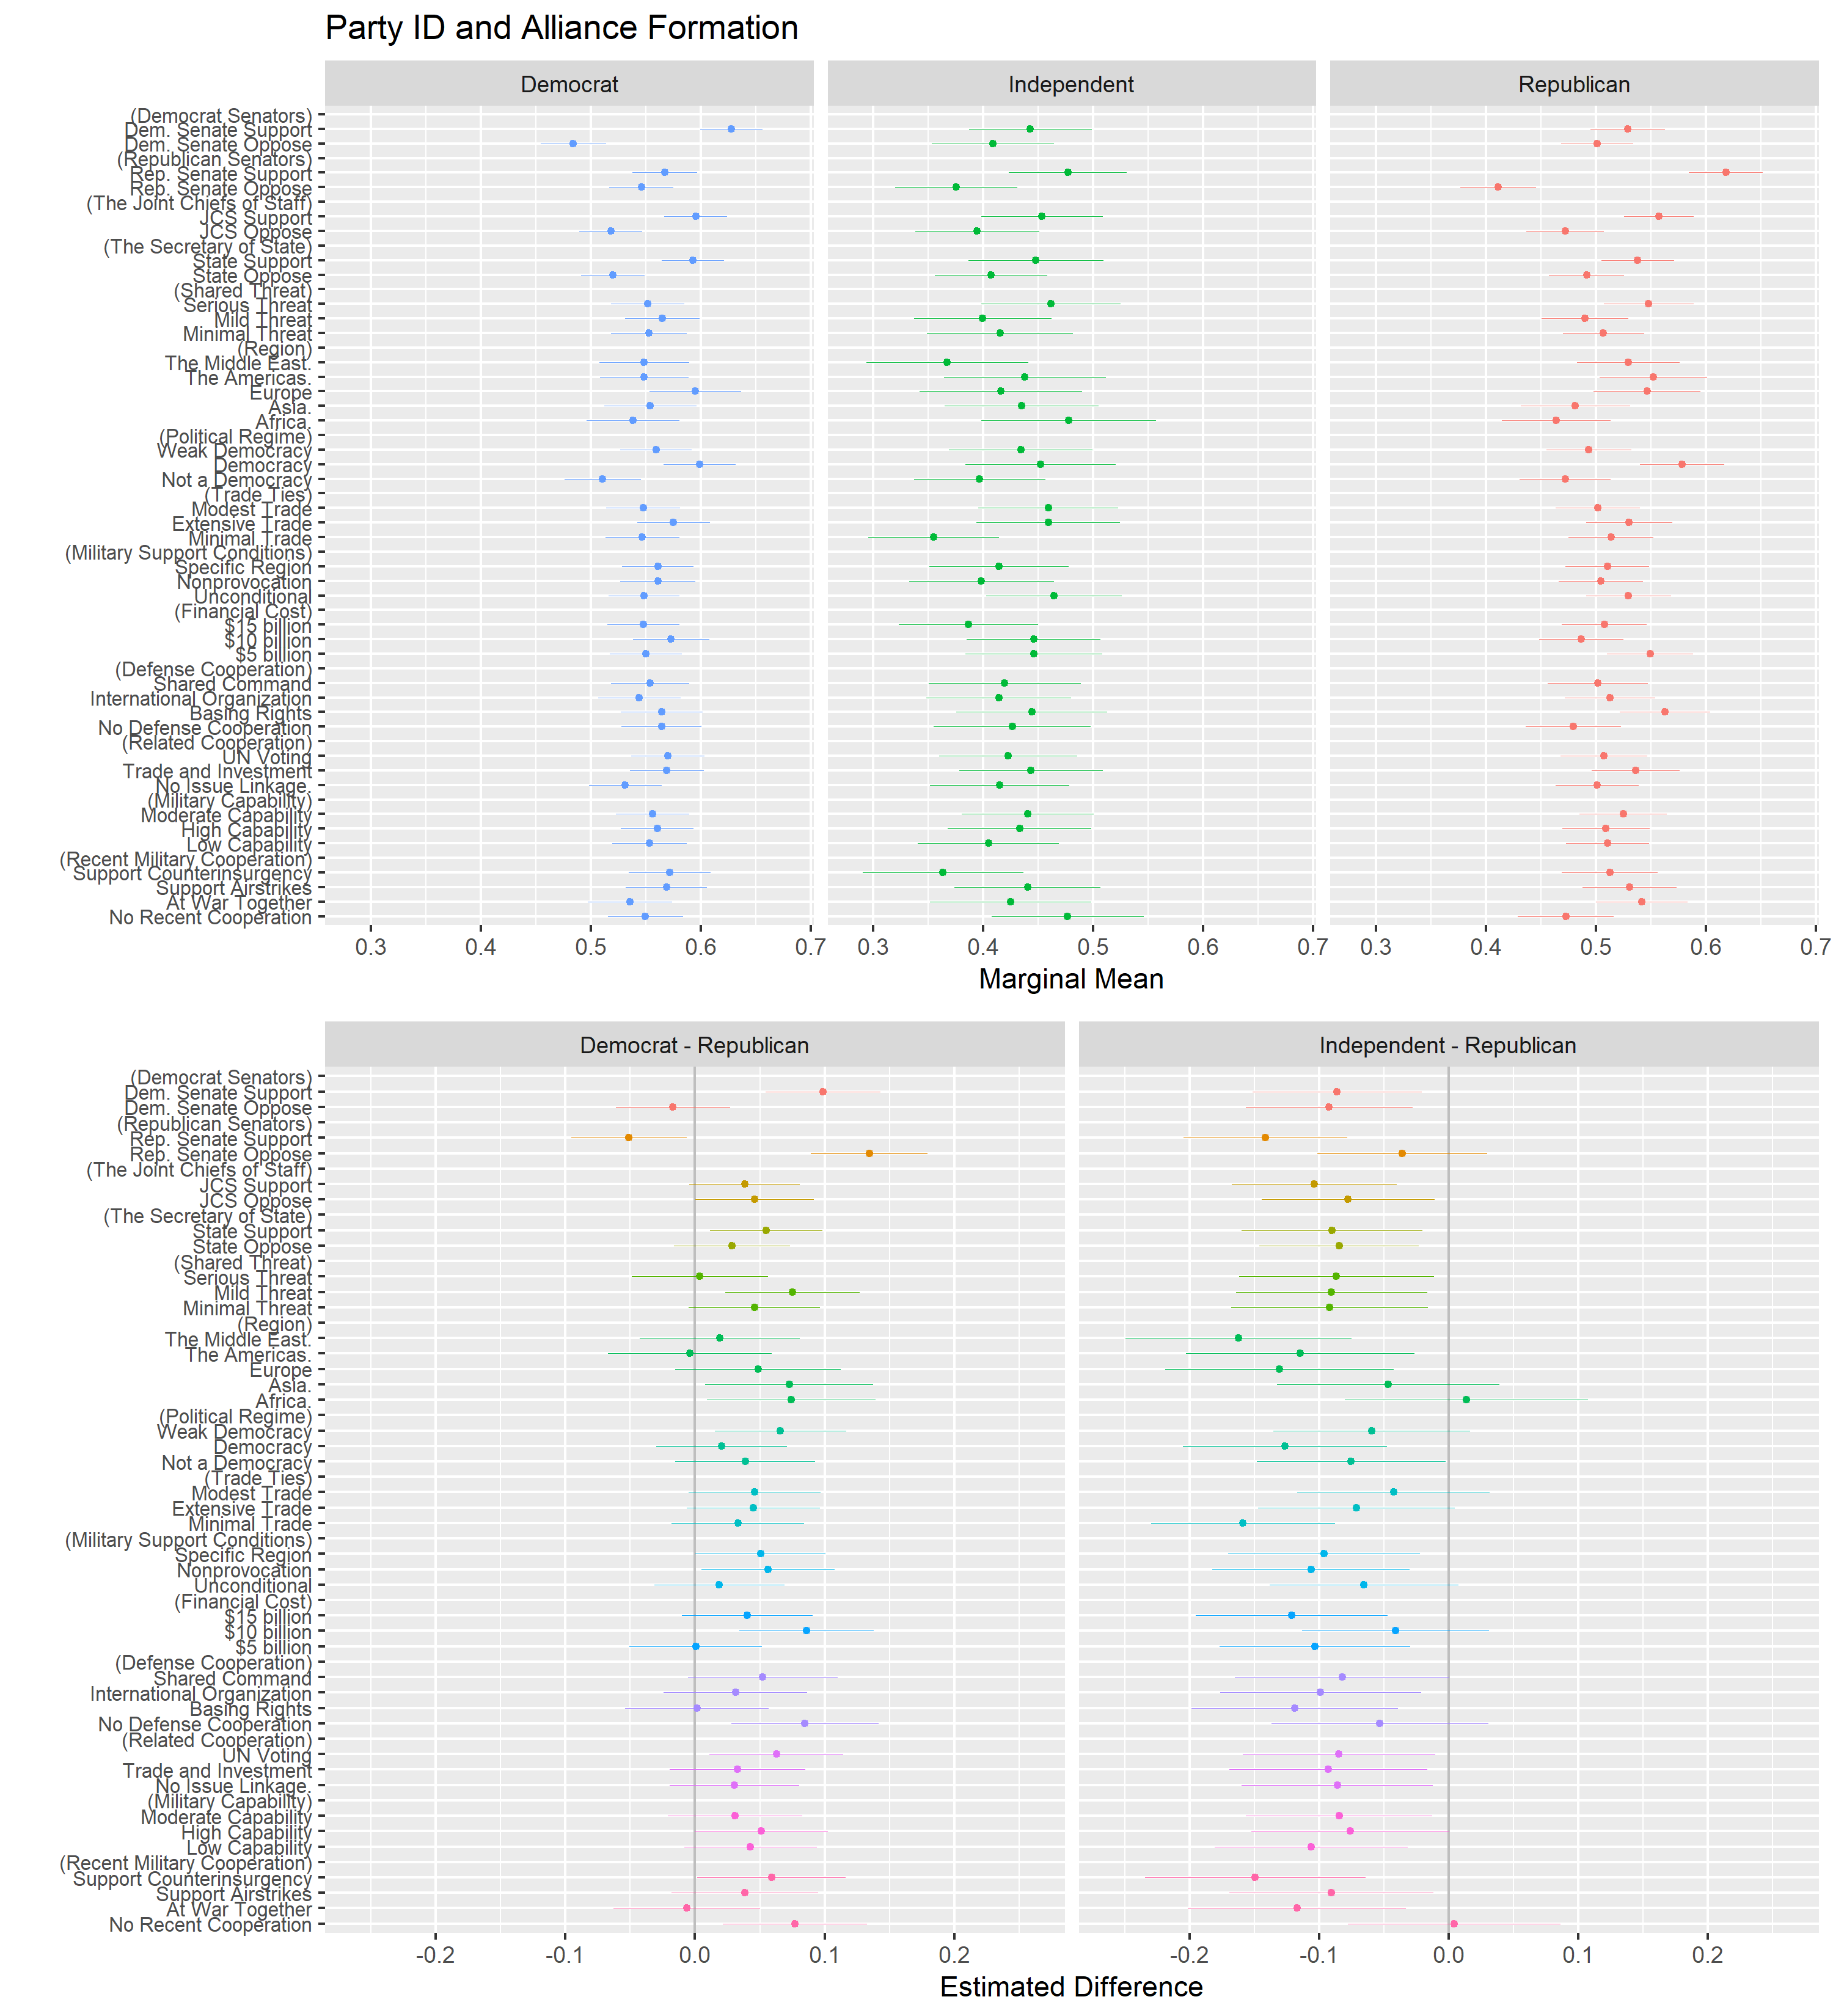 Party ID and Alliance Formation
Democrat
Independent
Republican
(Democrat Senators)
Dem. Senate Support
Dem. Senate Oppose
(Republican Senators)
Rep. Senate Support
Rep. Senate Oppose
(The Joint Chiefs of Staff)
JCS Support
JCS Oppose
(The Secretary of State)
State Support
State Oppose
(Shared Threat)
Serious Threat
Mild Threat
Minimal Threat
(Region)
The Middle East.
The Americas.
Europe
Asia.
Africa.
(Political Regime)
Weak Democracy
Democracy
Not a Democracy
(Trade Ties)
Modest Trade
Extensive Trade
Minimal Trade
(Military Support Conditions)
Specific Region
Nonprovocation
Unconditional
(Financial Cost)
$15 billion
$10 billion
$5 billion
(Defense Cooperation)
Shared Command
International Organization
Basing Rights
No Defense Cooperation
(Related Cooperation)
UN Voting
Trade and Investment
No Issue Linkage.
(Military Capability)
Moderate Capability
High Capability
Low Capability
(Recent Military Cooperation)
Support Counterinsurgency
Support Airstrikes
At War Together
No Recent Cooperation
0.3 0.4 0.5 0.6 0.7
0.3 0.4 0.5 0.6 0.7
0.3 0.4 0.5 0.6 0.7
Marginal Mean
Democrat - Republican
Independent - Republican
(Democrat Senators)
Dem. Senate Support
Dem. Senate Oppose
(Republican Senators)
Rep. Senate Support
Rep. Senate Oppose
(The Joint Chiefs of Staff)
JCS Support
JCS Oppose
(The Secretary of State)
State Support
State Oppose
(Shared Threat)
Serious Threat
Mild Threat
Minimal Threat
(Region)
The Middle East.
The Americas.
Europe
Asia.
Africa.
(Political Regime)
Weak Democracy
Democracy
Not a Democracy
(Trade Ties)
Modest Trade
Extensive Trade
Minimal Trade
(Military Support Conditions)
Specific Region
Nonprovocation
Unconditional
(Financial Cost)
$15 billion
$10 billion
$5 billion
(Defense Cooperation)
Shared Command
International Organization
Basing Rights
No Defense Cooperation
(Related Cooperation)
UN Voting
Trade and Investment
No Issue Linkage.
(Military Capability)
Moderate Capability
High Capability
Low Capability
(Recent Military Cooperation)
Support Counterinsurgency
Support Airstrikes
At War Together
No Recent Cooperation
-0.2 -0.1 0.0 0.1 0.2
-0.2 -0.1 0.0 0.1 0.2
Estimated Difference